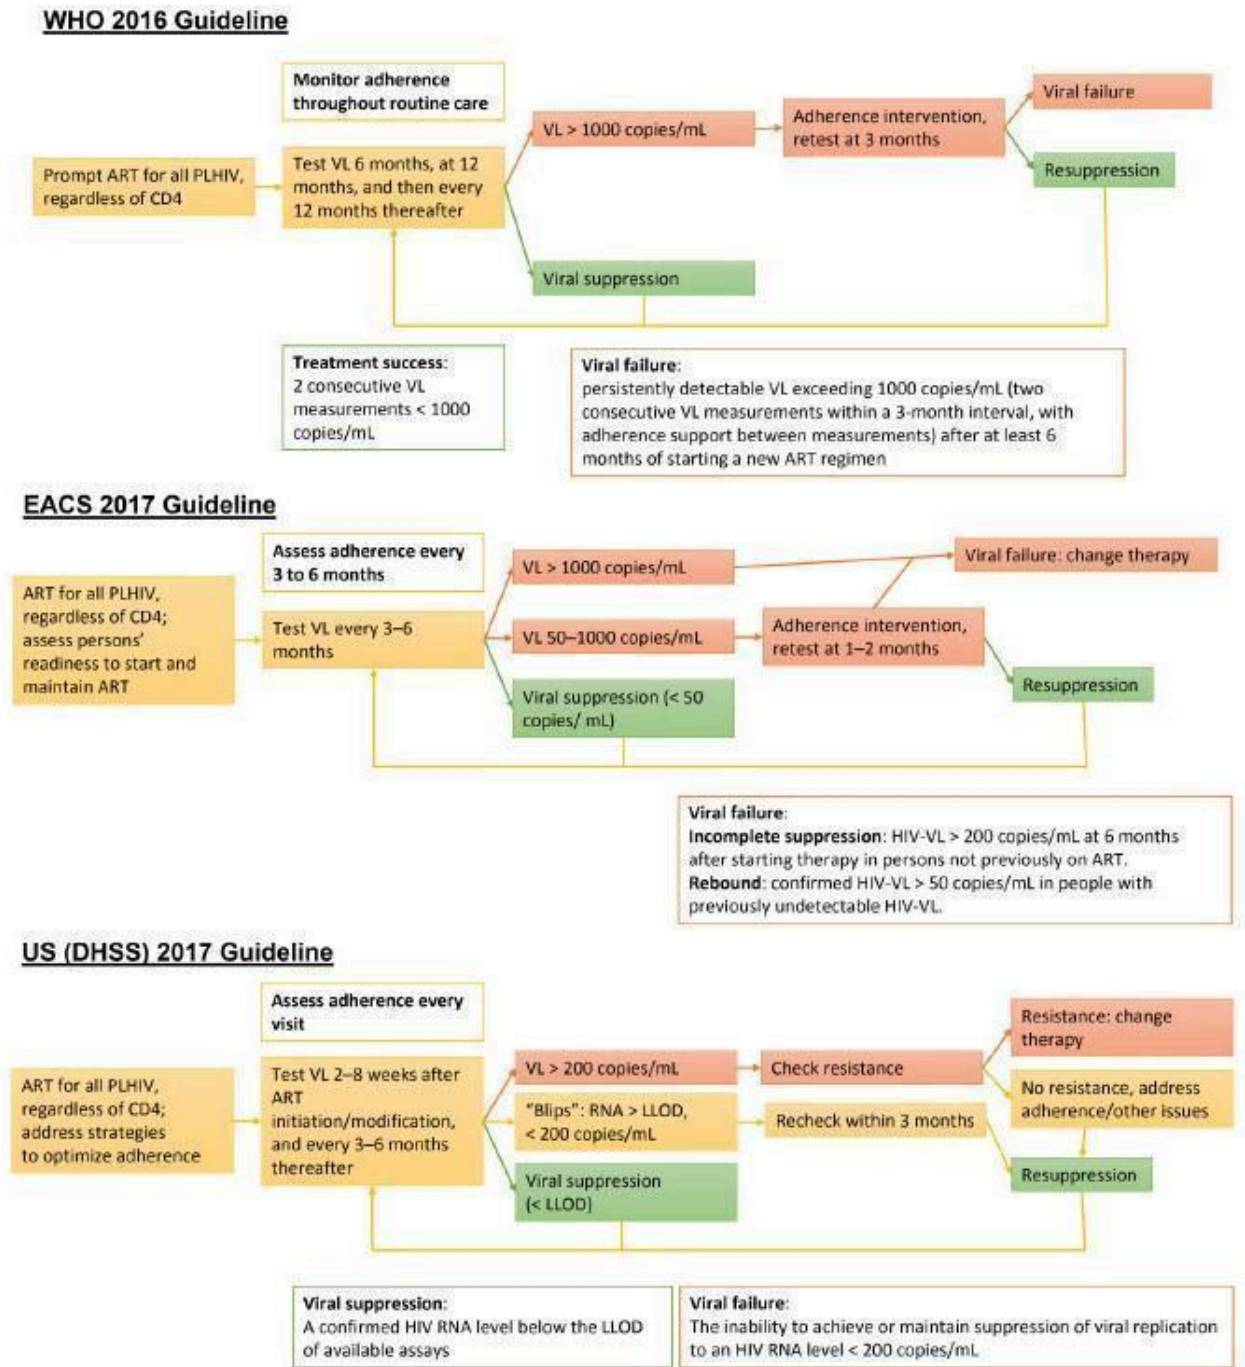 WHO 2016 Guideline
Monitor adherence
throughout routine care
Prompt ART for all PLHIV,
regardless of CD4
Test VL 6 months, at 12
months, and then every
12 months thereafter
VL > 1000 copies/mL
Adherence intervention,
retest at 3 months
Viral failure
Resuppression
Viral suppression
Treatment success:
2 consecutive VL
measurements < 1000
copies/mL
Viral failure:
persistently detectable VL exceeding 1000 copies/mL (two
consecutive VL measurements within a 3-month interval, with
adherence support between measurements) after at least 6
months of starting a new ART regimen
EACS 2017 Guideline
Assess adherence every
3 to 6 months
ART for all PLHIV,
regardless of CD4;
assess persons'
readiness to start and
maintain ART
Test VL every 3–6
months
VL > 1000 copies/mL
Viral failure: change therapy
VL 50–1000 copies/mL
Adherence intervention,
retest at 1–2 months
Viral suppression (< 50
copies/ mL)
Resuppression
Viral failure:
Incomplete suppression: HIV-VL > 200 copies/mL at 6 months
after starting therapy in persons not previously on ART.
Rebound: confirmed HIV-VL > 50 copies/mL in people with
previously undetectable HIV-VL.
US (DHSS) 2017 Guideline
Assess adherence every
visit
ART for all PLHIV,
regardless of CD4;
address strategies
to optimize adherence
Test VL 2–8 weeks after
ART
initiation/modification,
and every 3–6 months
thereafter
VL > 200 copies/mL
Check resistance
Resistance: change
therapy
No resistance, address
adherence/other issues
"Blips": RNA > LLOD,
< 200 copies/mL
Recheck within 3 months
Viral suppression
(< LLOD)
Resuppression
Viral suppression:
A confirmed HIV RNA level below the LLOD
of available assays
Viral failure:
The inability to achieve or maintain suppression of viral replication
to an HIV RNA level < 200 copies/mL